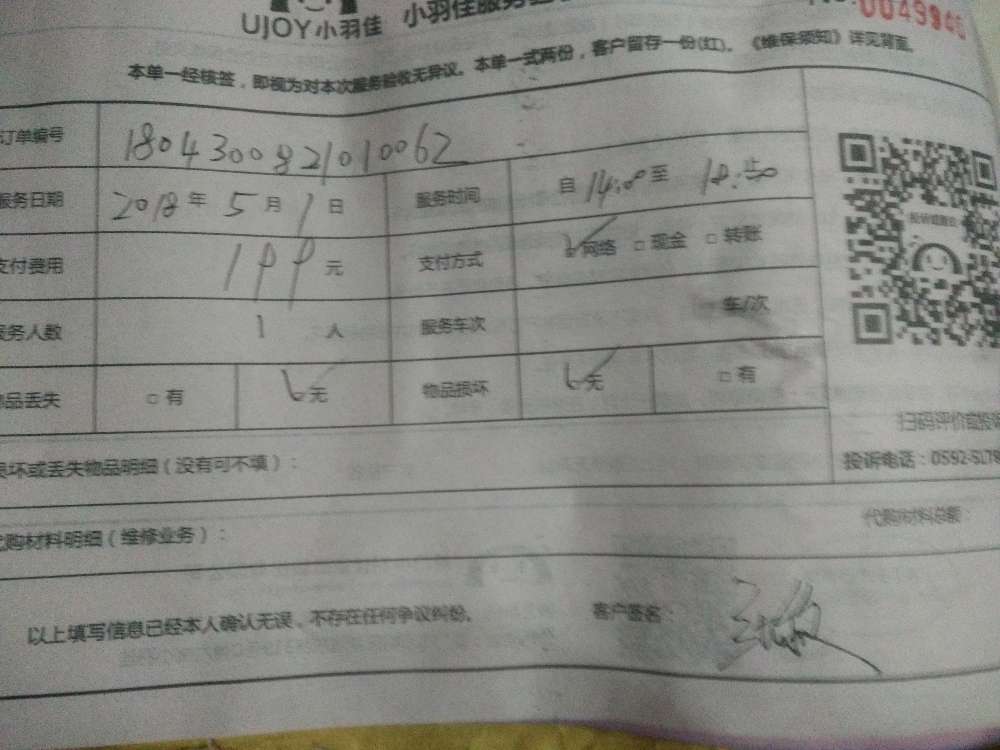 UJOY小羽佳 小羽佳服务
0049946
本单一经核签，即视为对本次服务验收无异议。本单一式两份，客户留存一份(红)。《维保须知》详见背面。
订单编号 1804300821010062
服务日期 2018 年 5 月 1 日 服务时间 自 14:00 至 18:00 止
支付费用 199 元 支付方式 网络 □ 现金 □ 转账
服务人数 1 人 服务车次 车/次
物品丢失 □ 有 无 物品损坏 无 □ 有
扫码评价或投诉
损坏或丢失物品明细（没有可不填）：
投诉电话：0592-5178
代购材料明细（维修业务）： 代购材料总额：
以上填写信息已经本人确认无误、不存在任何争议纠纷。 客户签名：